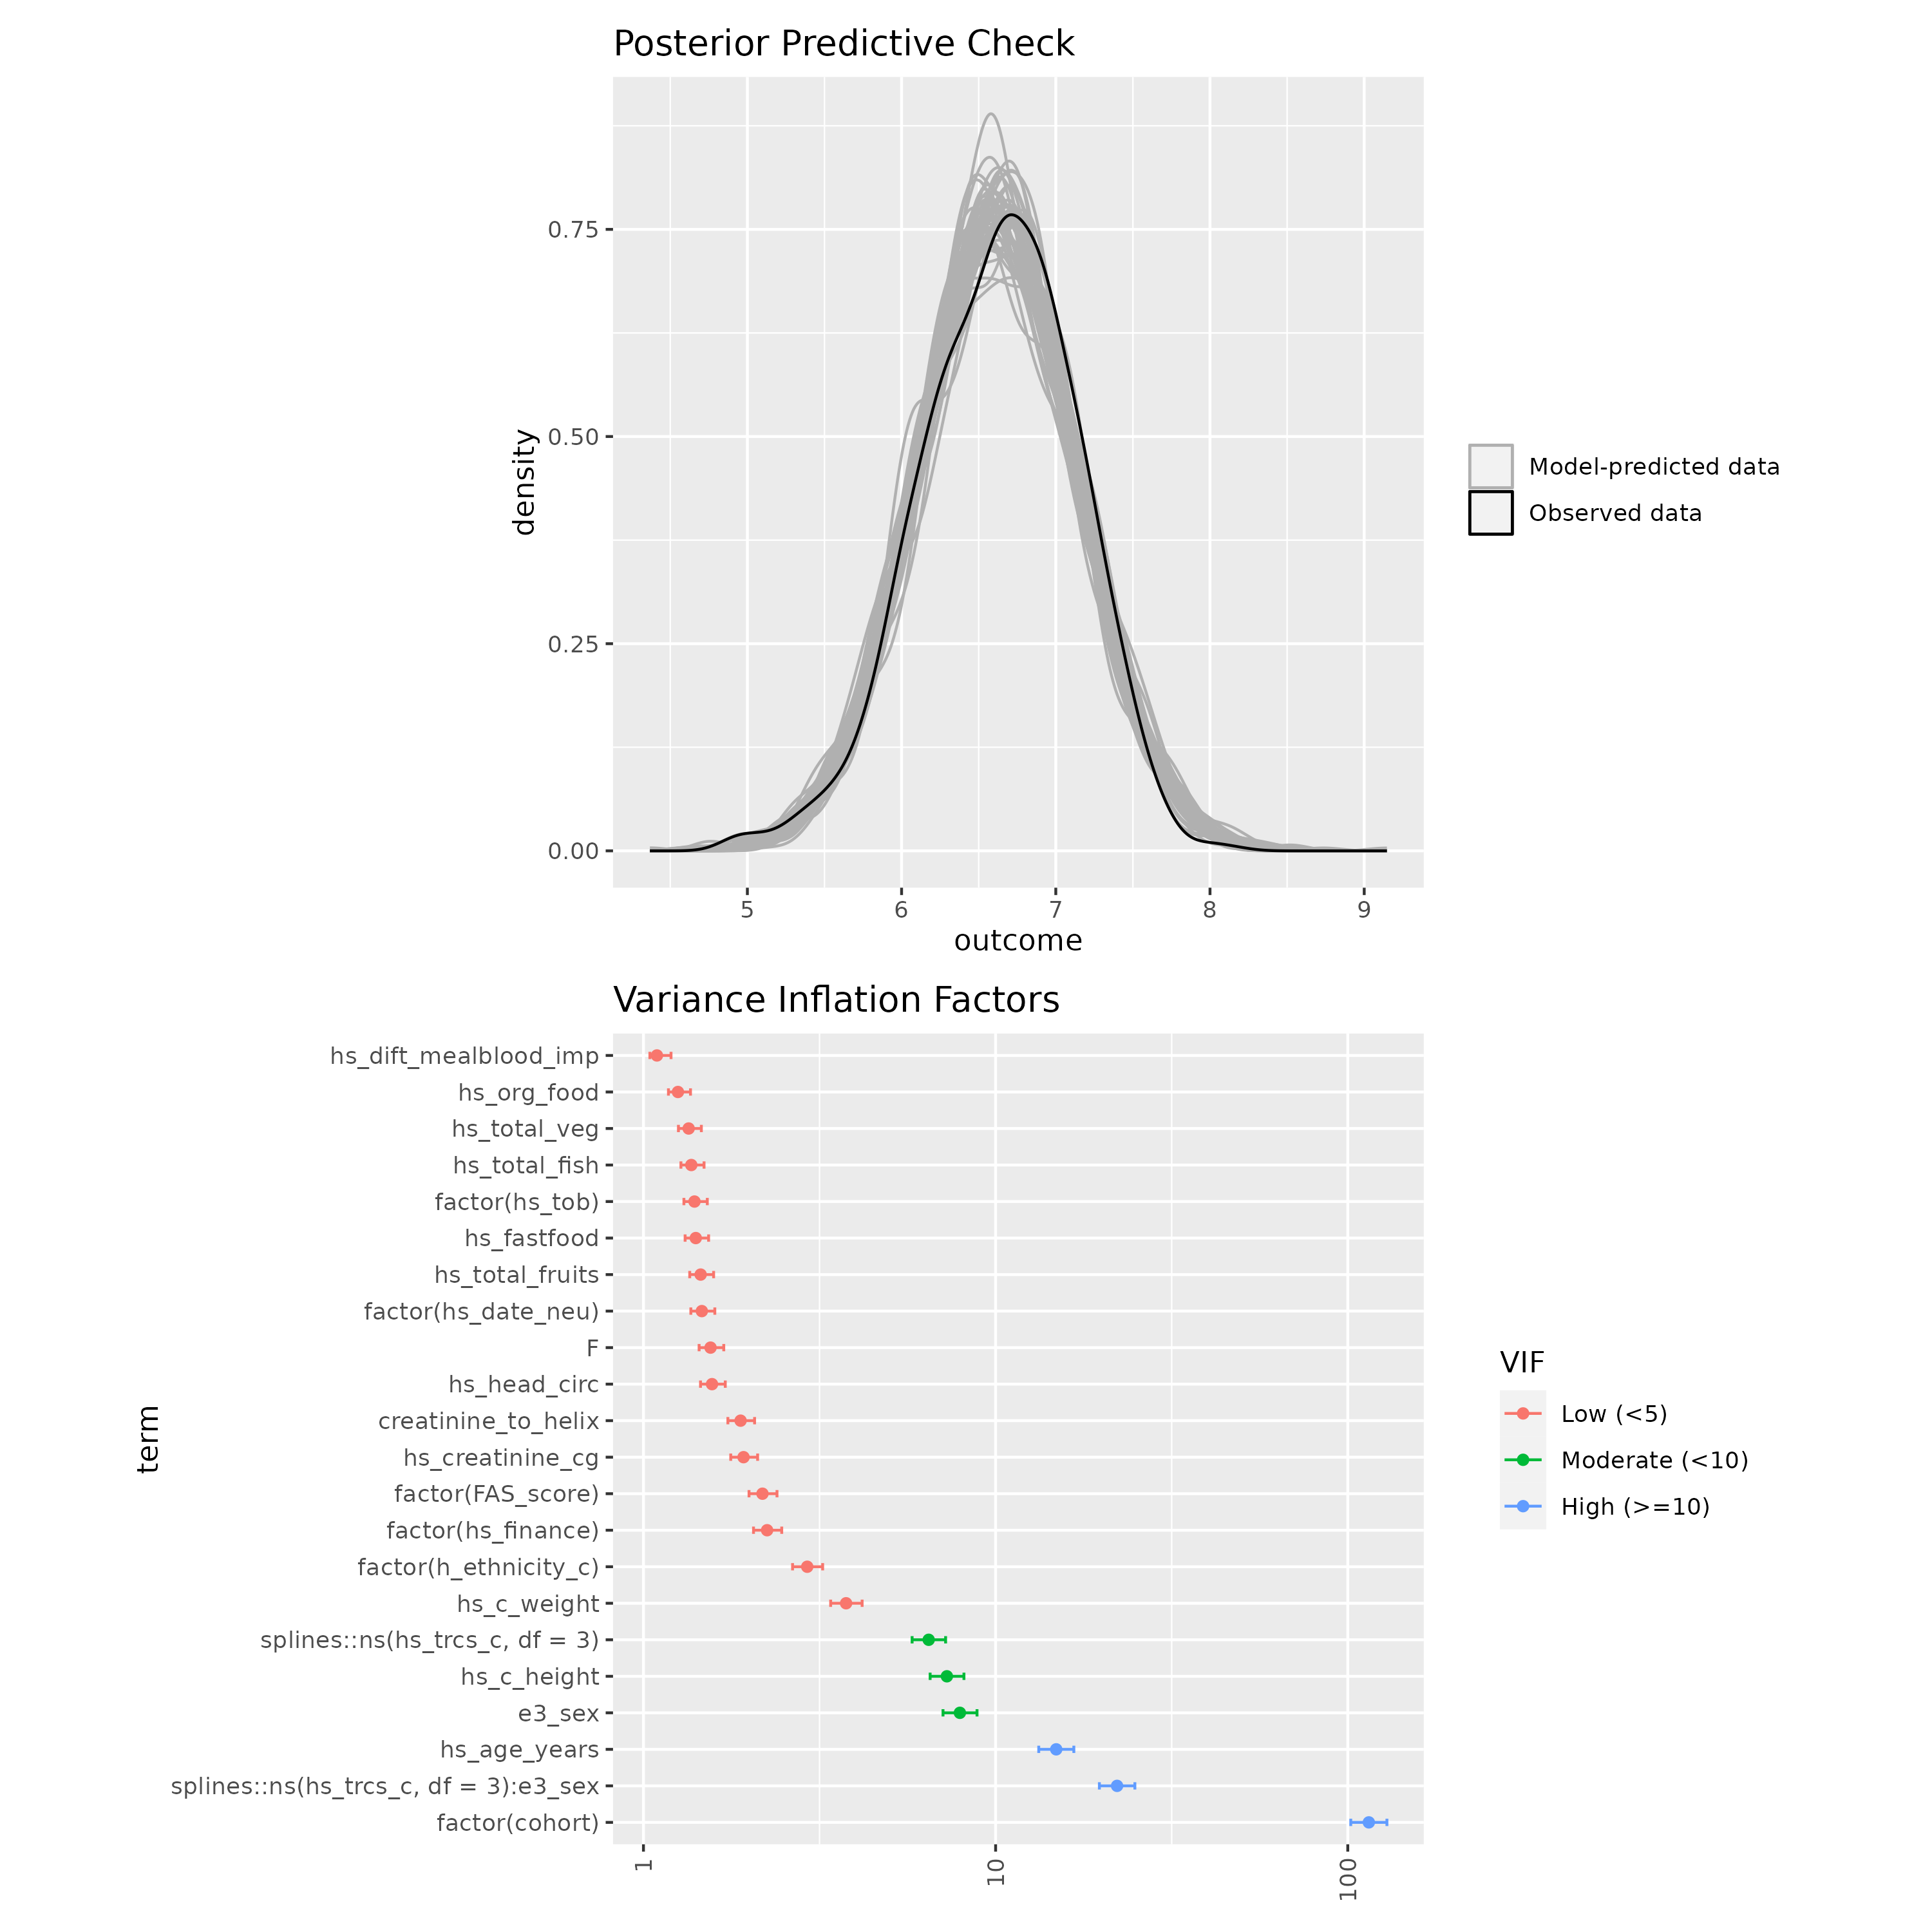 Posterior Predictive Check
density
0.75
0.50
0.25
0.00
5 6 7 8 9
outcome
Model-predicted data
Observed data
Variance Inflation Factors
term
hs_dift_mealblood_imp
hs_org_food
hs_total_veg
hs_total_fish
factor(hs_tob)
hs_fastfood
hs_total_fruits
factor(hs_date_neu)
F
hs_head_circ
creatinine_to_helix
hs_creatinine_cg
factor(FAS_score)
factor(hs_finance)
factor(h_ethnicity_c)
hs_c_weight
splines::ns(hs_trcs_c, df = 3)
hs_c_height
e3_sex
hs_age_years
splines::ns(hs_trcs_c, df = 3):e3_sex
factor(cohort)
1 10 100
VIF
Low (<5)
Moderate (<10)
High (>=10)